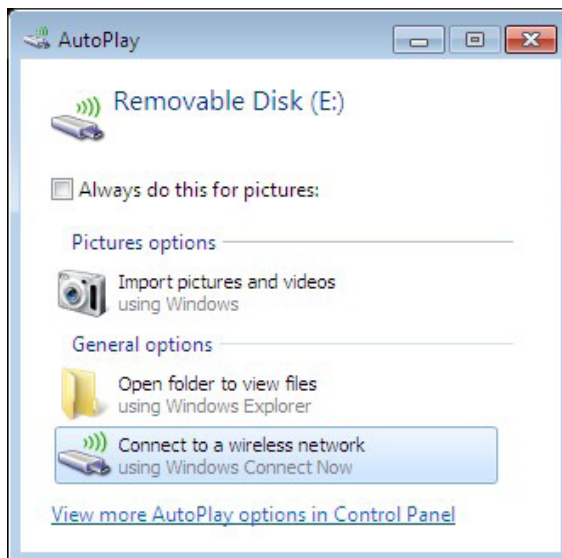 AutoPlay
Removable Disk (E:)
Always do this for pictures:
Pictures options
Import pictures and videos
using Windows
General options
Open folder to view files
using Windows Explorer
Connect to a wireless network
using Windows Connect Now
View more AutoPlay options in Control Panel